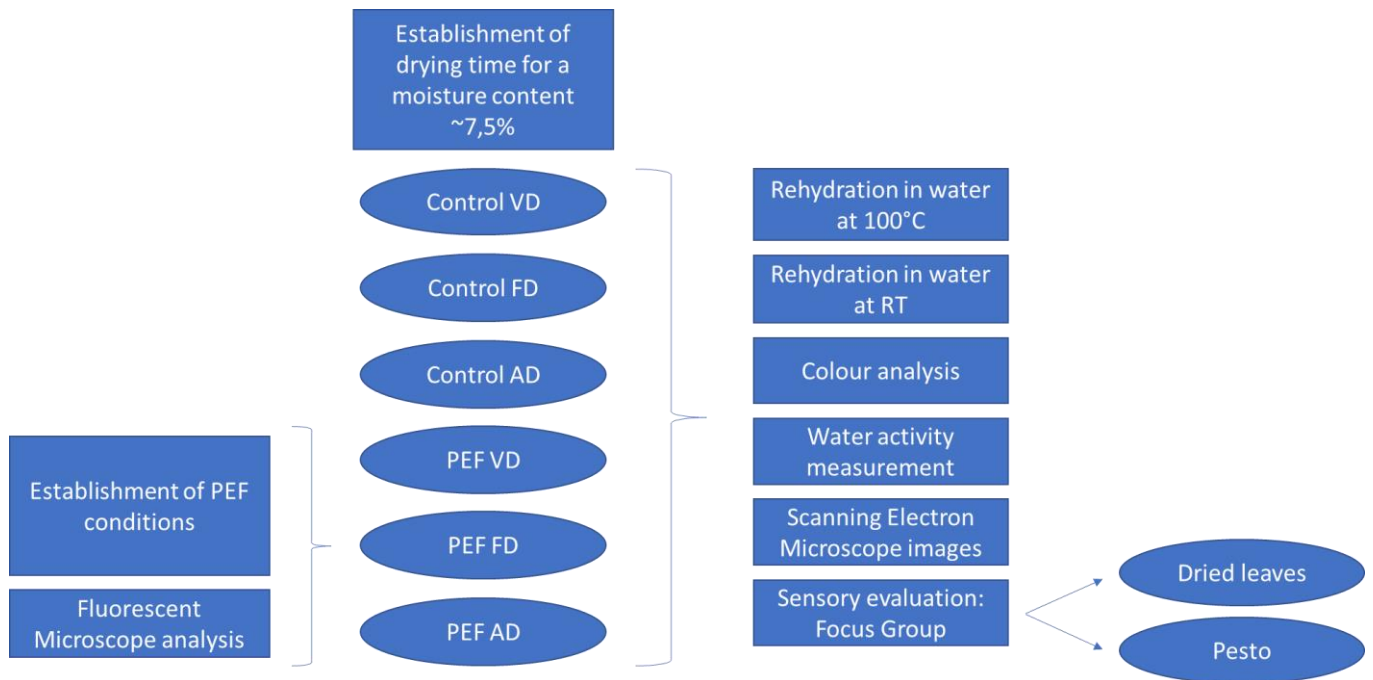 Establishment of
drying time for a
moisture content
~7,5%
Control VD
Control FD
Control AD
PEF VD
PEF FD
PEF AD
Establishment of PEF
conditions
Fluorescent
Microscope analysis
Rehydration in water
at 100°C
Rehydration in water
at RT
Colour analysis
Water activity
measurement
Scanning Electron
Microscope images
Sensory evaluation:
Focus Group
Dried leaves
Pesto